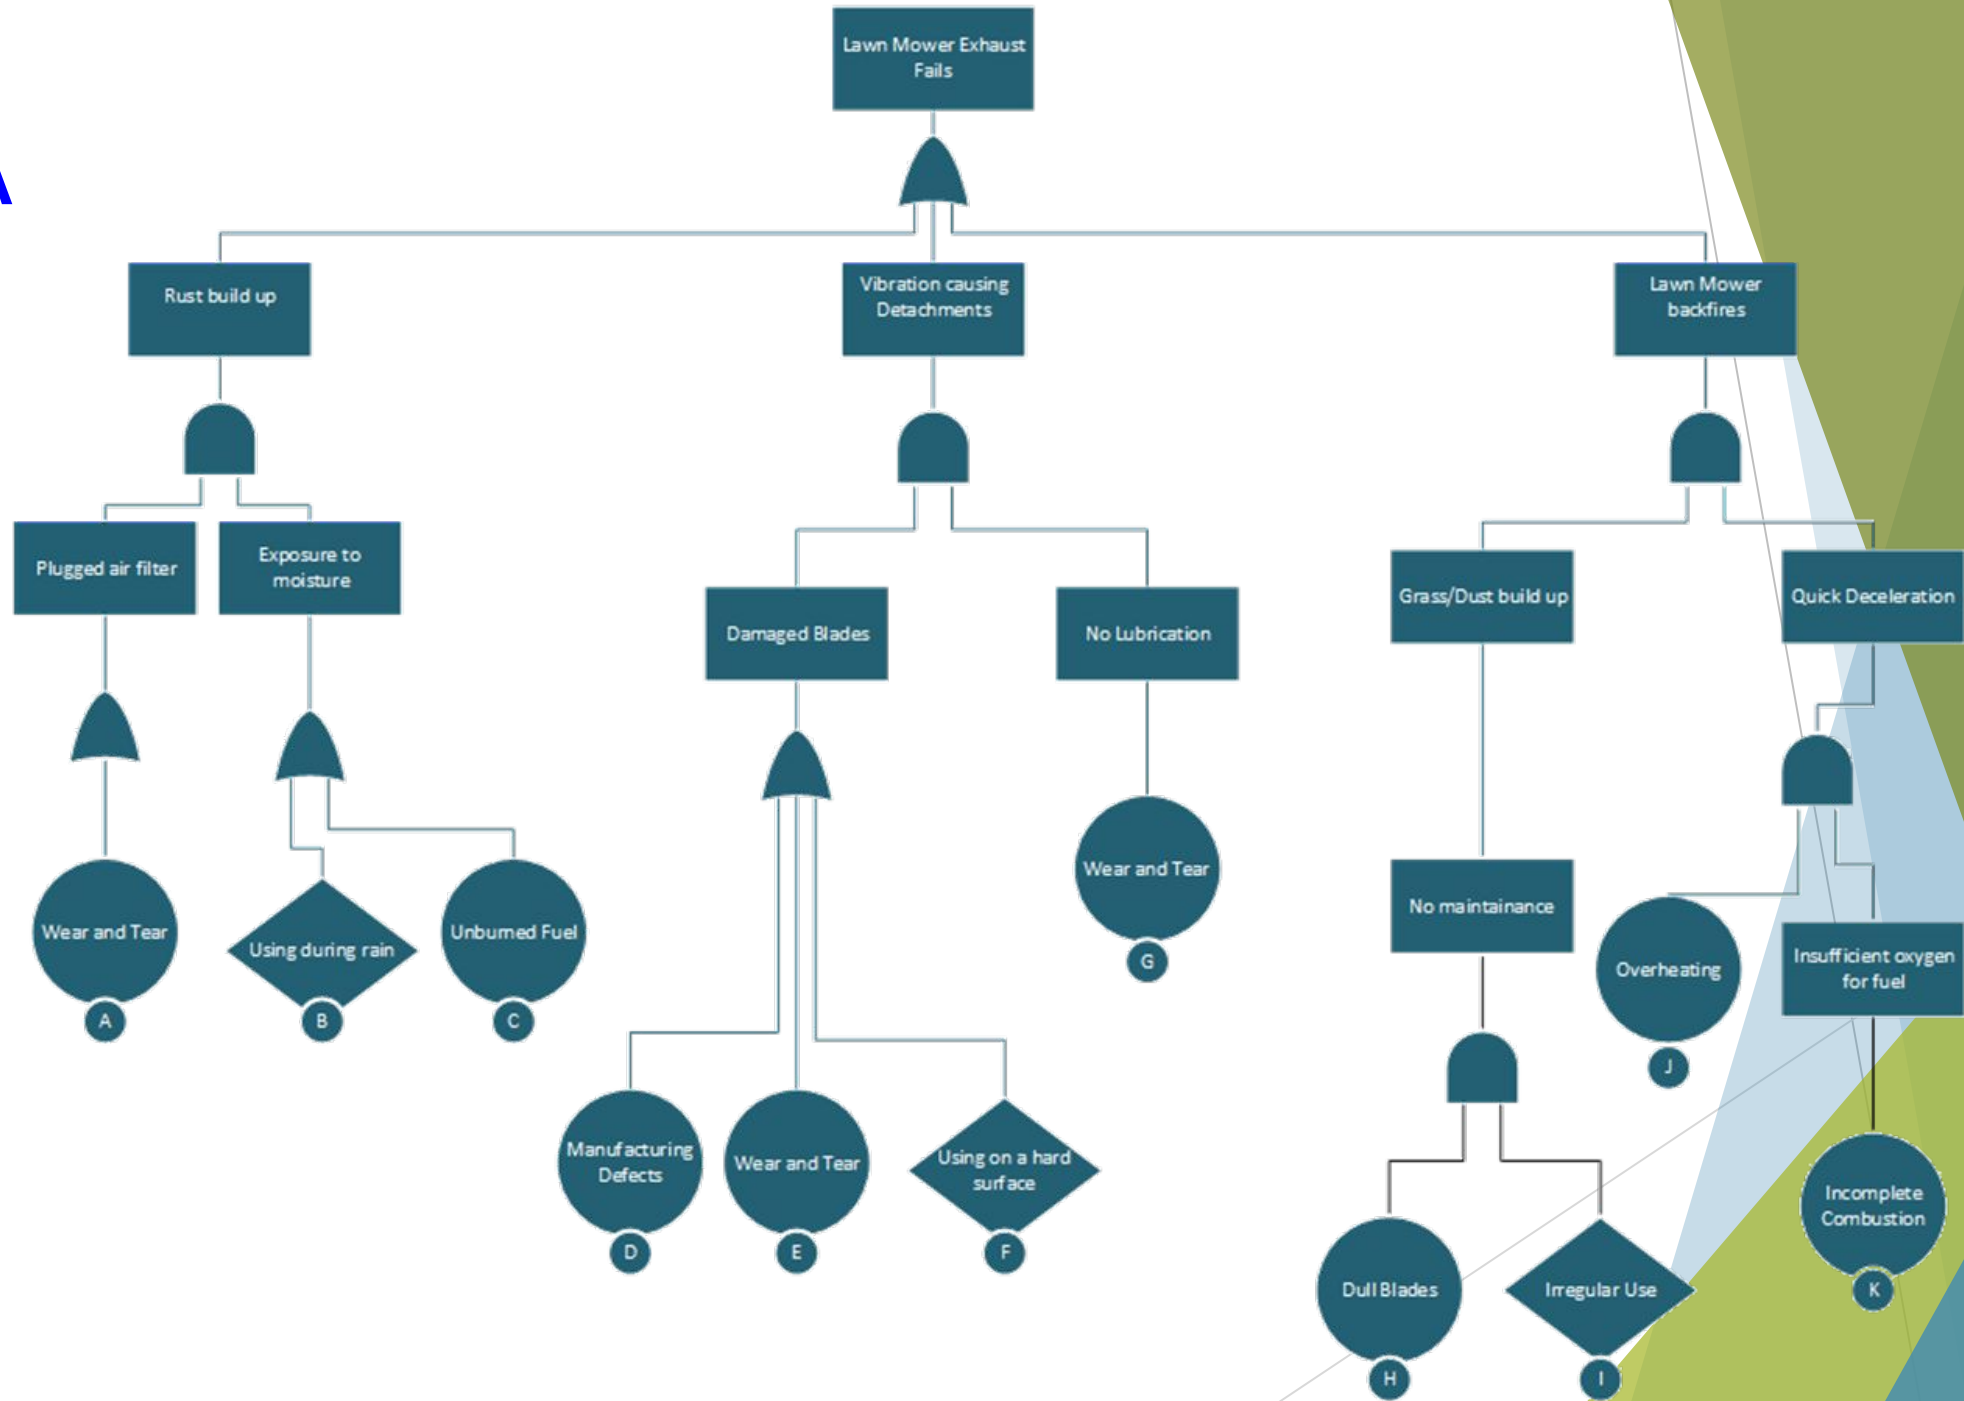 A
Lawn Mower Exhaust
Fails
Rust build up
Vibration causing
Detachments
Lawn Mower
backfires
Plugged air filter
Exposure to
moisture
Damaged Blades
No Lubrication
Grass/Dust build up
Quick Deceleration
Wear and Tear
A
Using during rain
B
Unburned Fuel
C
Wear and Tear
G
No maintainance
Overheating
J
Insufficient oxygen
for fuel
Manufacturing
Defects
D
Wear and Tear
E
Using on a hard
surface
F
Dull Blades
H
Irregular Use
I
Incomplete
Combustion
K